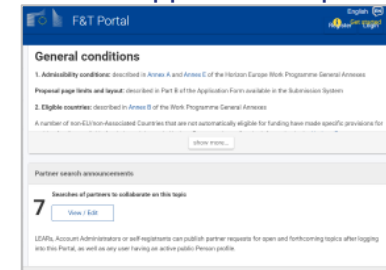 English
F&T Portal
Register Login
General conditions
1. Admissibility conditions: described in Annex A and Annex E of the Horizon Europe Work Programme General Annexes
Proposal page limits and layout: described in Part B of the Application Form available in the Submission System
2. Eligible countries: described in Annex B of the Work Programme General Annexes
A number of non-EU/non-Associated Countries that are not automatically eligible for funding have made specific provisions for
show more...
Partner search announcements
Searches of partners to collaborate on this topic
7
View / Edit
LEARs, Account Administrators or self-registrants can publish partner requests for open and forthcoming topics after logging
into this Portal, as well as any user having an active public Person profile.